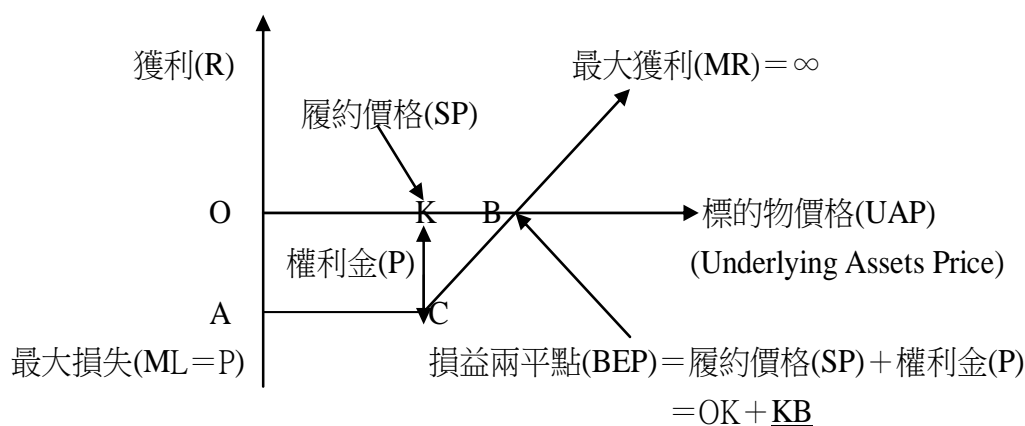 獲利(R)
最大獲利(MR)＝∞
履約價格(SP)
O
K
B
標的物價格(UAP)
權利金(P)
(Underlying Assets Price)
A
C
最大損失(ML＝P)
損益兩平點(BEP)＝履約價格(SP)＋權利金(P)
＝OK＋KB